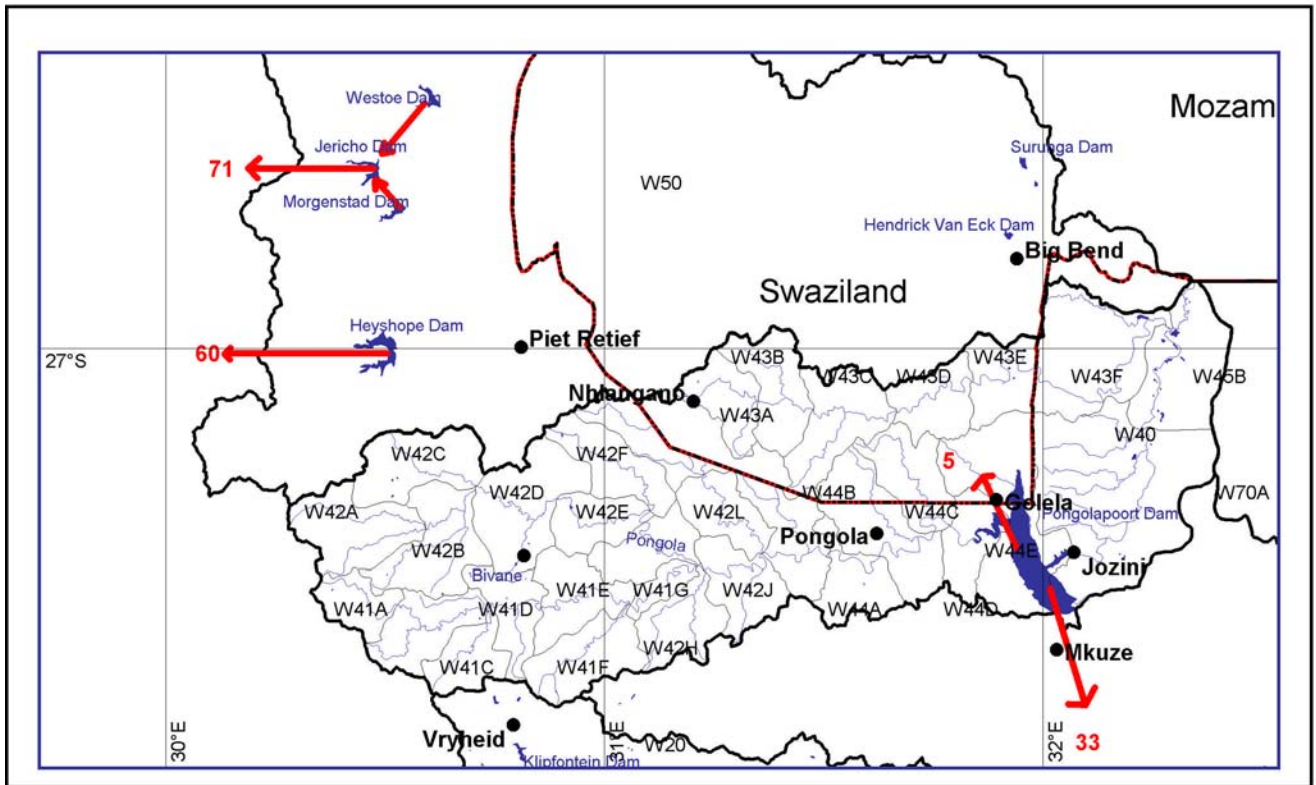 Westoe Dam
Mozam
Jericho Dam
71
Surunga Dam
W50
Morgenstad Dam
Hendrick Van Eck Dam
Big Bend
Swaziland
Heyshope Dam
Piet Retief
60
27°S
W43B
W43E
W43C
W43D
W43F
W45B
Nhlangano
W43A
W40
W42C
W42F
5
W42D
W44B
W70A
W42A
W42E
W42L
W44C
Golela
Pongolapoort Dam
Pongola
Pongola
W42B
W44E
Jozini
Bivane
W41E
W41G
W42J
W41A
W41D
W44A
W44D
W42H
Mkuze
W41C
W41F
Vryheid
30°E
31°E
W20
32°E
33
Klipfontein Dam